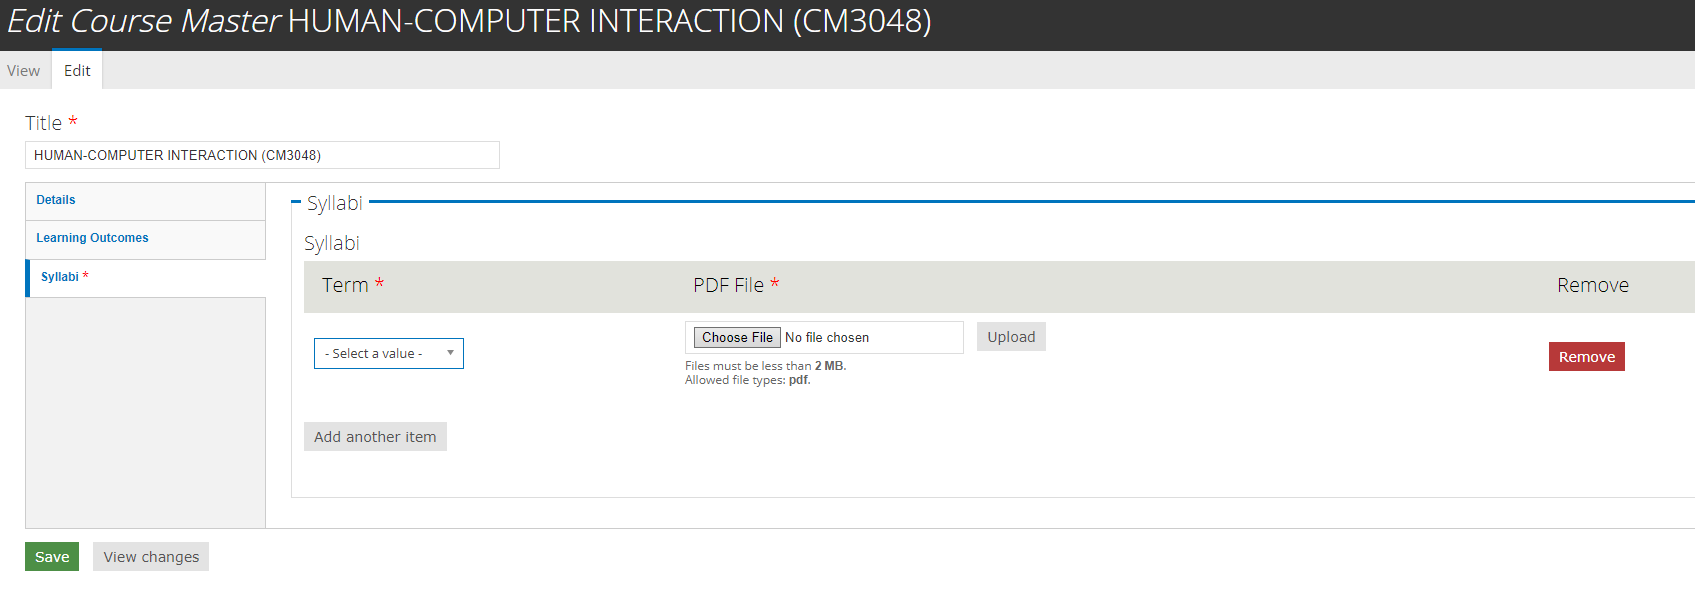 Edit Course Master HUMAN-COMPUTER INTERACTION (CM3048)
View Edit
Title *
HUMAN-COMPUTER INTERACTION (CM3048)
Details
Learning Outcomes
Syllabi *
Syllabi
Syllabi
Term * PDF File * Remove
- Select a value -
Choose File No file chosen Upload
Files must be less than 2 MB.
Allowed file types: pdf.
Remove
Add another item
Save View changes